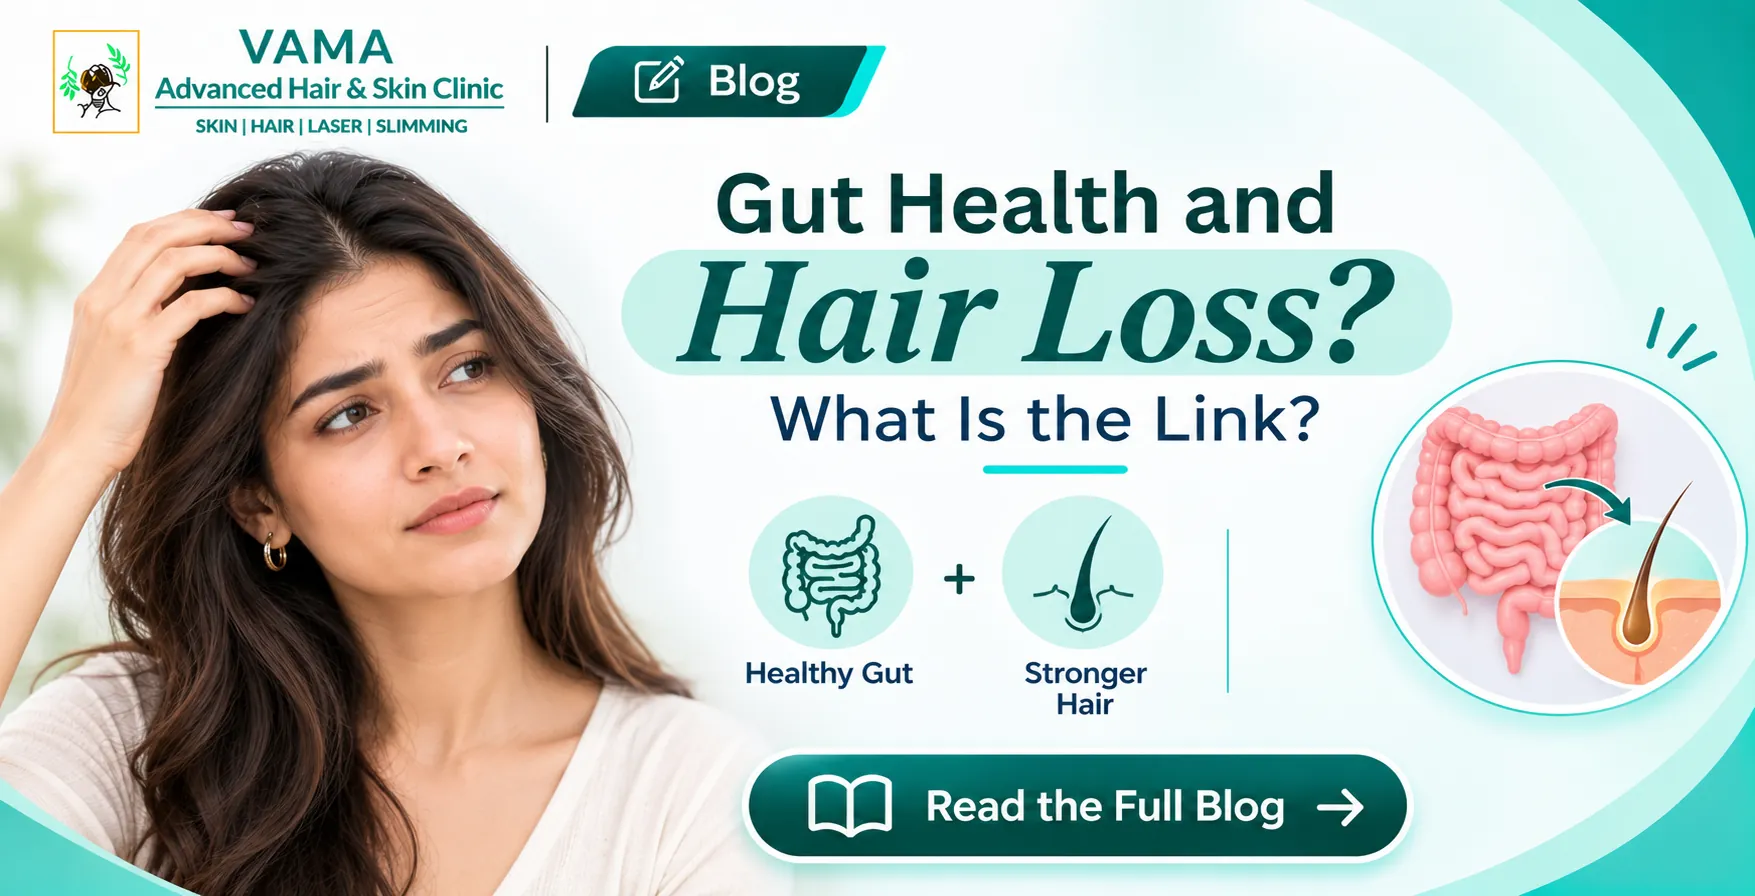 VAMA
Advanced Hair & Skin Clinic
SKIN | HAIR | LASER | SLIMMING
Blog
Gut Health and
Hair Loss?
What Is the Link?
Healthy Gut
+
Stronger
Hair
Read the Full Blog